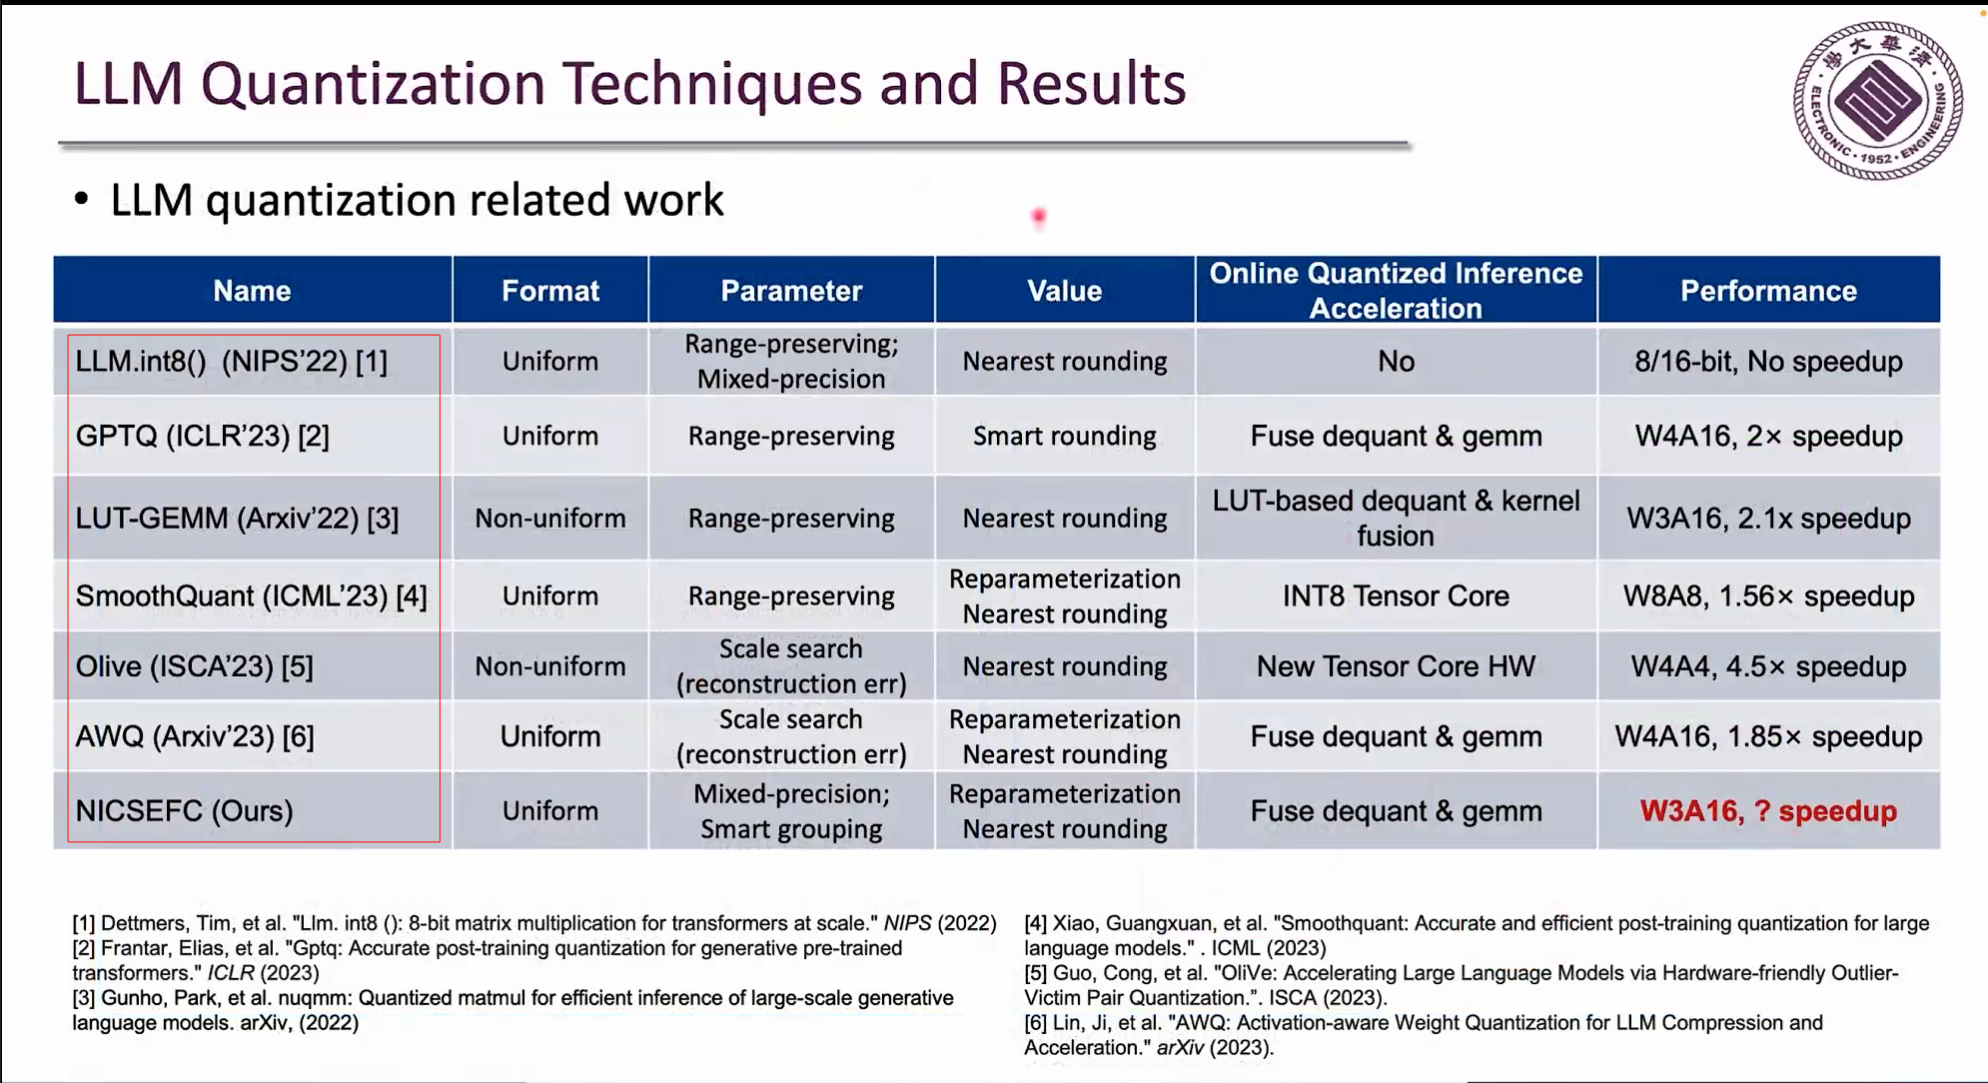 LLM Quantization Techniques and Results
學大華清
ELECTRONIC · 1952 · ENGINEERING
• LLM quantization related work
Name Format Parameter Value Online Quantized Inference Acceleration Performance
LLM.int8() (NIPS'22) [1] Uniform Range-preserving; Mixed-precision Nearest rounding No 8/16-bit, No speedup
GPTQ (ICLR'23) [2] Uniform Range-preserving Smart rounding Fuse dequant & gemm W4A16, 2× speedup
LUT-GEMM (Arxiv'22) [3] Non-uniform Range-preserving Nearest rounding LUT-based dequant & kernel fusion W3A16, 2.1x speedup
SmoothQuant (ICML'23) [4] Uniform Range-preserving Reparameterization Nearest rounding INT8 Tensor Core W8A8, 1.56× speedup
Olive (ISCA'23) [5] Non-uniform Scale search (reconstruction err) Nearest rounding New Tensor Core HW W4A4, 4.5× speedup
AWQ (Arxiv'23) [6] Uniform Scale search (reconstruction err) Reparameterization Nearest rounding Fuse dequant & gemm W4A16, 1.85× speedup
NICSEFC (Ours) Uniform Mixed-precision; Smart grouping Reparameterization Nearest rounding Fuse dequant & gemm W3A16, ? speedup
[1] Dettmers, Tim, et al. "Llm. int8 (): 8-bit matrix multiplication for transformers at scale." NIPS (2022)
[2] Frantar, Elias, et al. "Gptq: Accurate post-training quantization for generative pre-trained
transformers." ICLR (2023)
[3] Gunho, Park, et al. nuqmm: Quantized matmul for efficient inference of large-scale generative
language models. arXiv, (2022)
[4] Xiao, Guangxuan, et al. "Smoothquant: Accurate and efficient post-training quantization for large
language models." . ICML (2023)
[5] Guo, Cong, et al. "OliVe: Accelerating Large Language Models via Hardware-friendly Outlier-
Victim Pair Quantization.". ISCA (2023).
[6] Lin, Ji, et al. "AWQ: Activation-aware Weight Quantization for LLM Compression and
Acceleration." arXiv (2023).